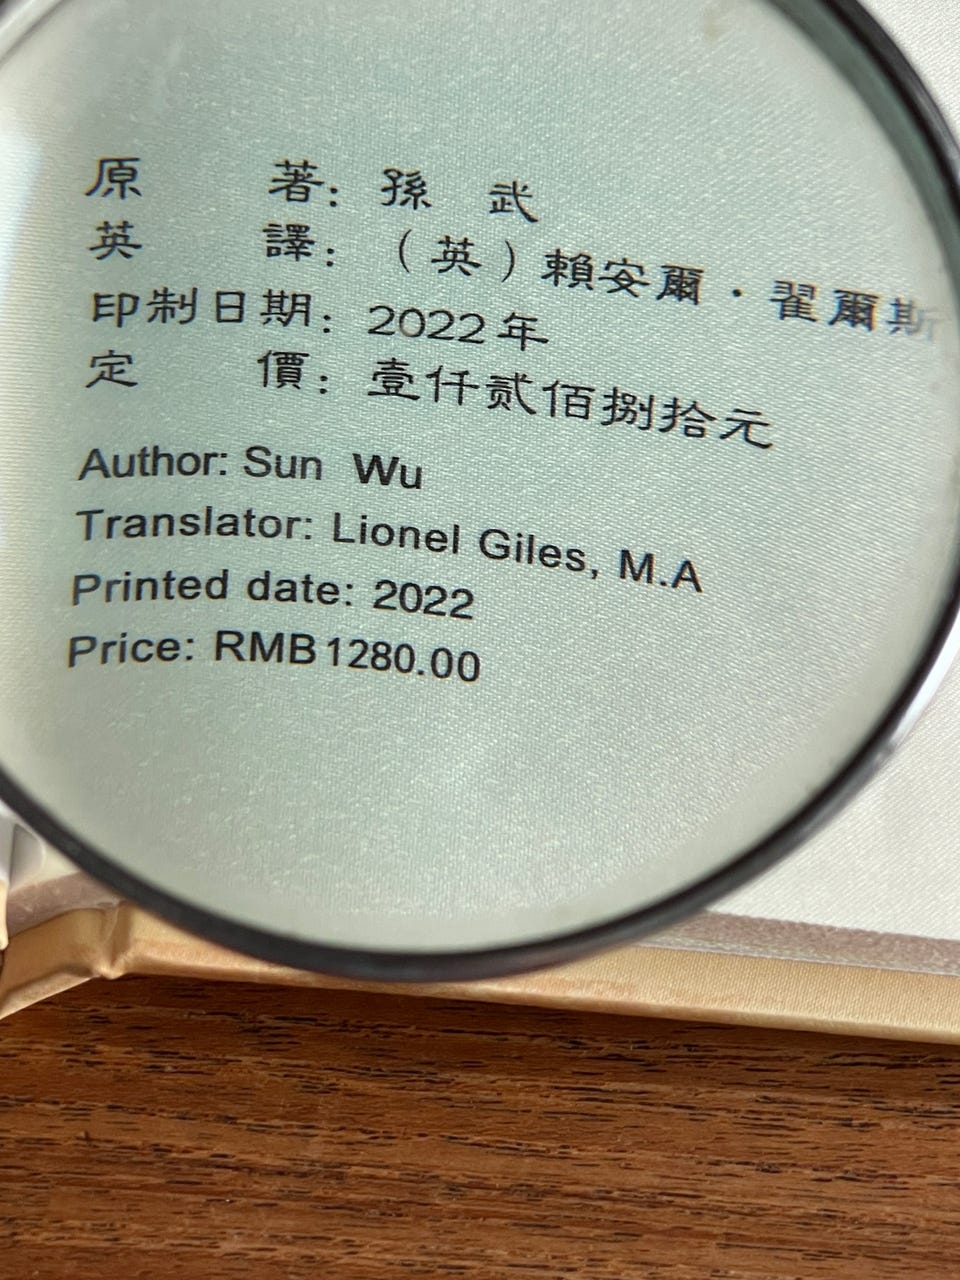 原 著：孫 武
英 譯：（英）賴安爾·翟爾斯
印制日期：2022年
定 價：壹仟贰佰捌拾元
Author: Sun Wu
Translator: Lionel Giles, M.A
Printed date: 2022
Price: RMB1280.00